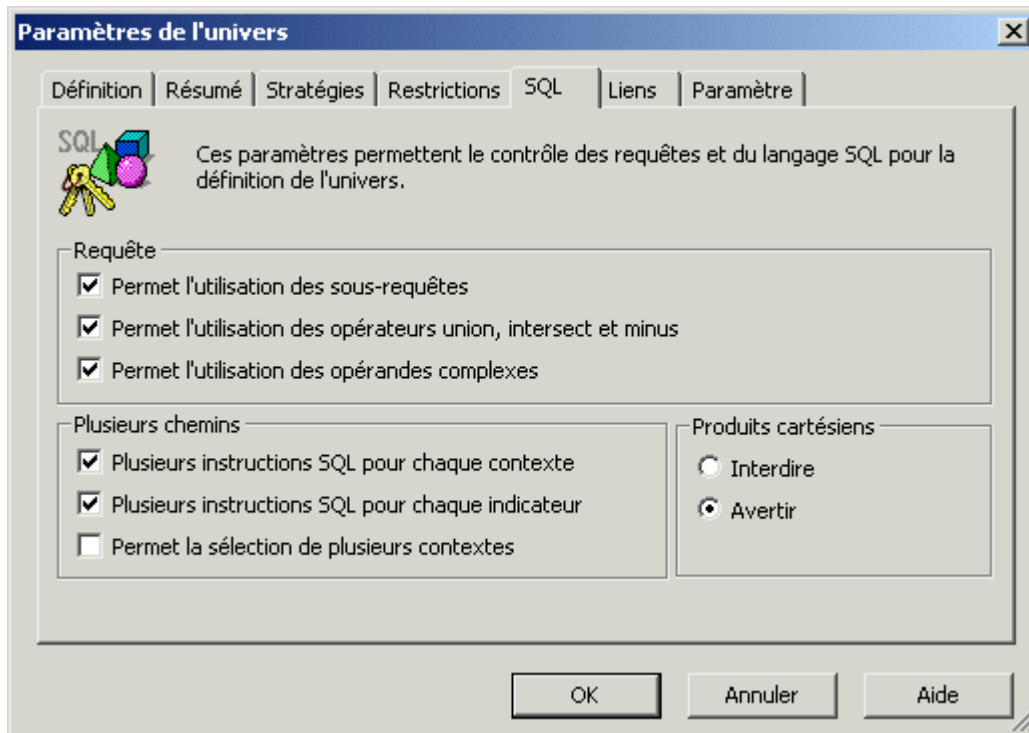 Paramètres de l'univers
Définition Résumé Stratégies Restrictions SQL Liens Paramètre
SQL
Ces paramètres permettent le contrôle des requêtes et du langage SQL pour la
définition de l'univers.
Requête
Permet l'utilisation des sous-requêtes
Permet l'utilisation des opérateurs union, intersect et minus
Permet l'utilisation des opérandes complexes
Plusieurs chemins
Plusieurs instructions SQL pour chaque contexte
Plusieurs instructions SQL pour chaque indicateur
Permet la sélection de plusieurs contextes
Produits cartésiens
Interdire
Avertir
OK Annuler Aide